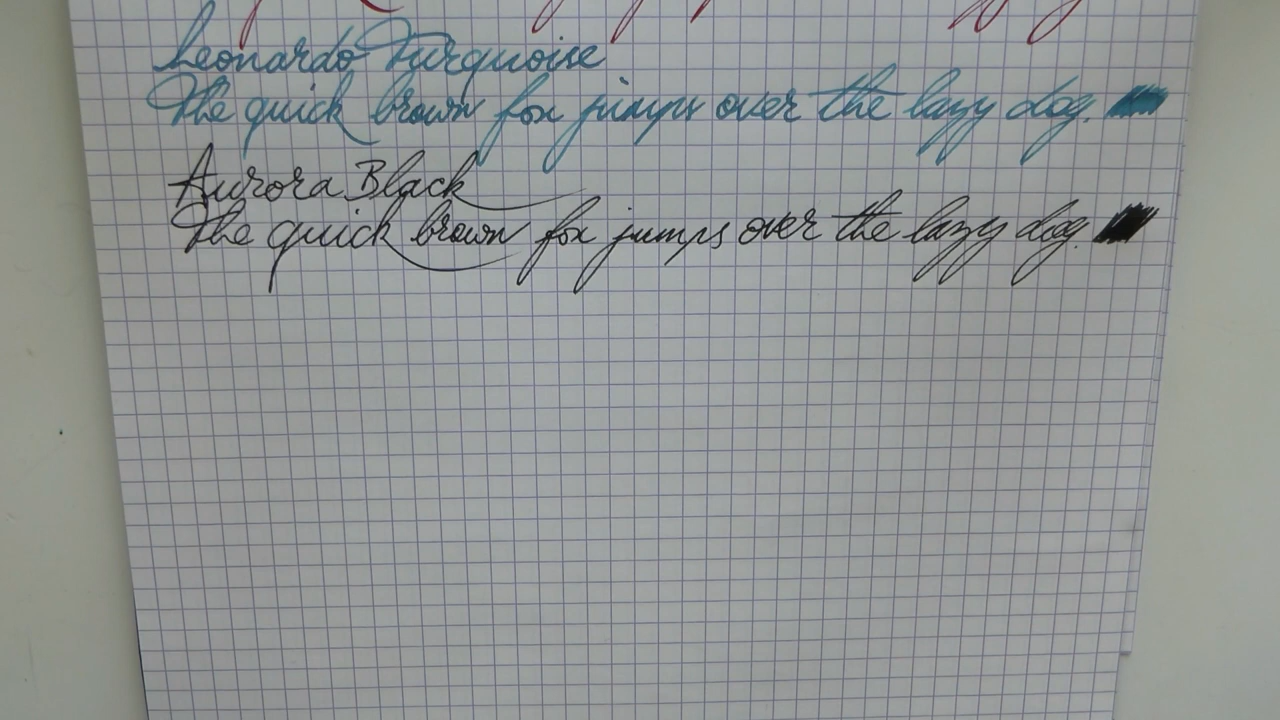 Leonardo Turquoise
The quick brown fox jumps over the lazy dog.
Aurora Black
The quick brown fox jumps over the lazy dog.